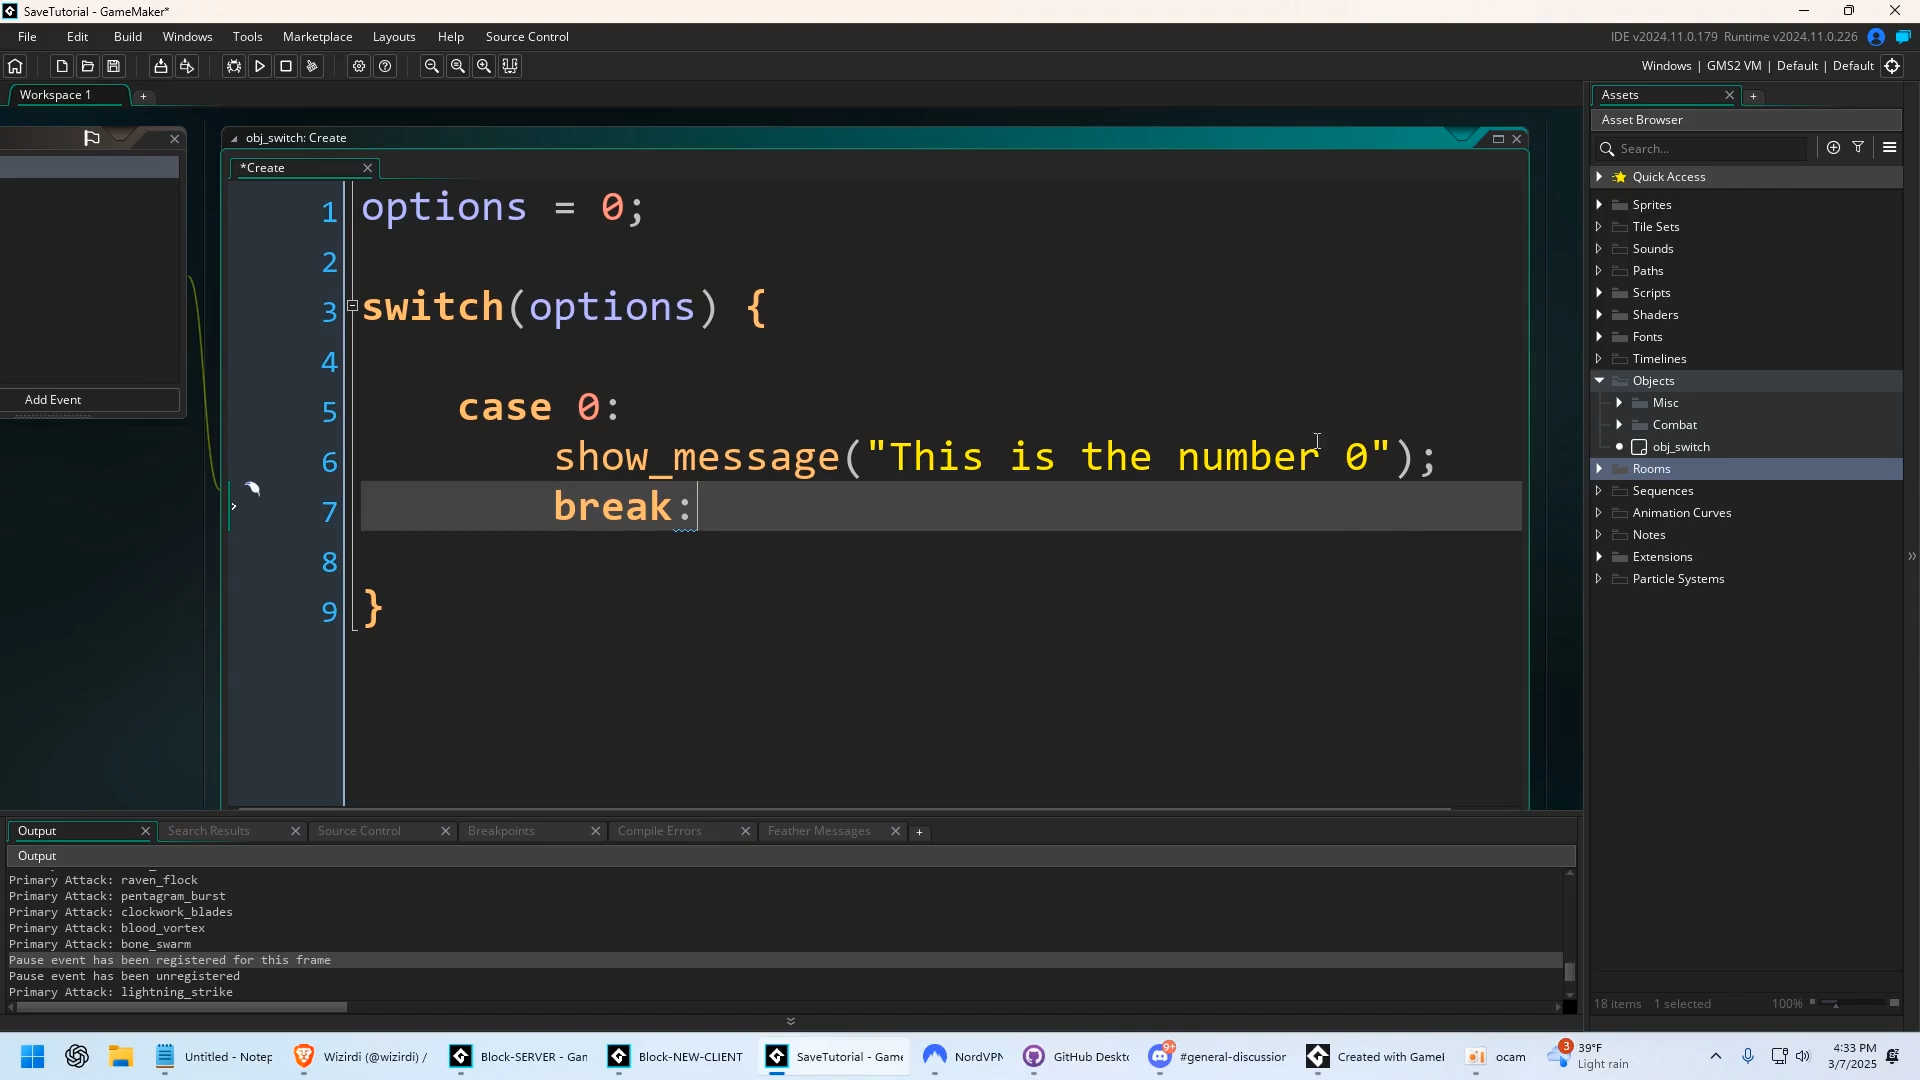 SaveTutorial - GameMaker*
File Edit Build Windows Tools Marketplace Layouts Help Source Control
IDE v2024.11.0.179 Runtime v2024.11.0.226
Windows | GMS2 VM | Default | Default
Workspace 1
+
Add Event
obj_switch: Create
*Create
1 options = 0;
2
3 switch(options) {
4
5 case 0:
6 show_message("This is the number 0");
7 break:
8
9 }
Assets
+
Asset Browser
Search...
Quick Access
Sprites
Tile Sets
Sounds
Paths
Scripts
Shaders
Fonts
Timelines
Objects
Misc
Combat
obj_switch
Rooms
Sequences
Animation Curves
Notes
Extensions
Particle Systems
18 items 1 selected 100%
Output Search Results Source Control Breakpoints Compile Errors Feather Messages +
Output
Primary Attack: raven_flock
Primary Attack: pentagram_burst
Primary Attack: clockwork_blades
Primary Attack: blood_vortex
Primary Attack: bone_swarm
Pause event has been registered for this frame
Pause event has been unregistered
Primary Attack: lightning_strike
Untitled - Notep
Wizirdi (@wizirdi) /
Block-SERVER - Gan
Block-NEW-CLIENT
SaveTutorial - Game
NordVPN
GitHub Deskto
9+
#general-discussion
Created with GameM
ocam
3
39°F
Light rain
4:33 PM
3/7/2025